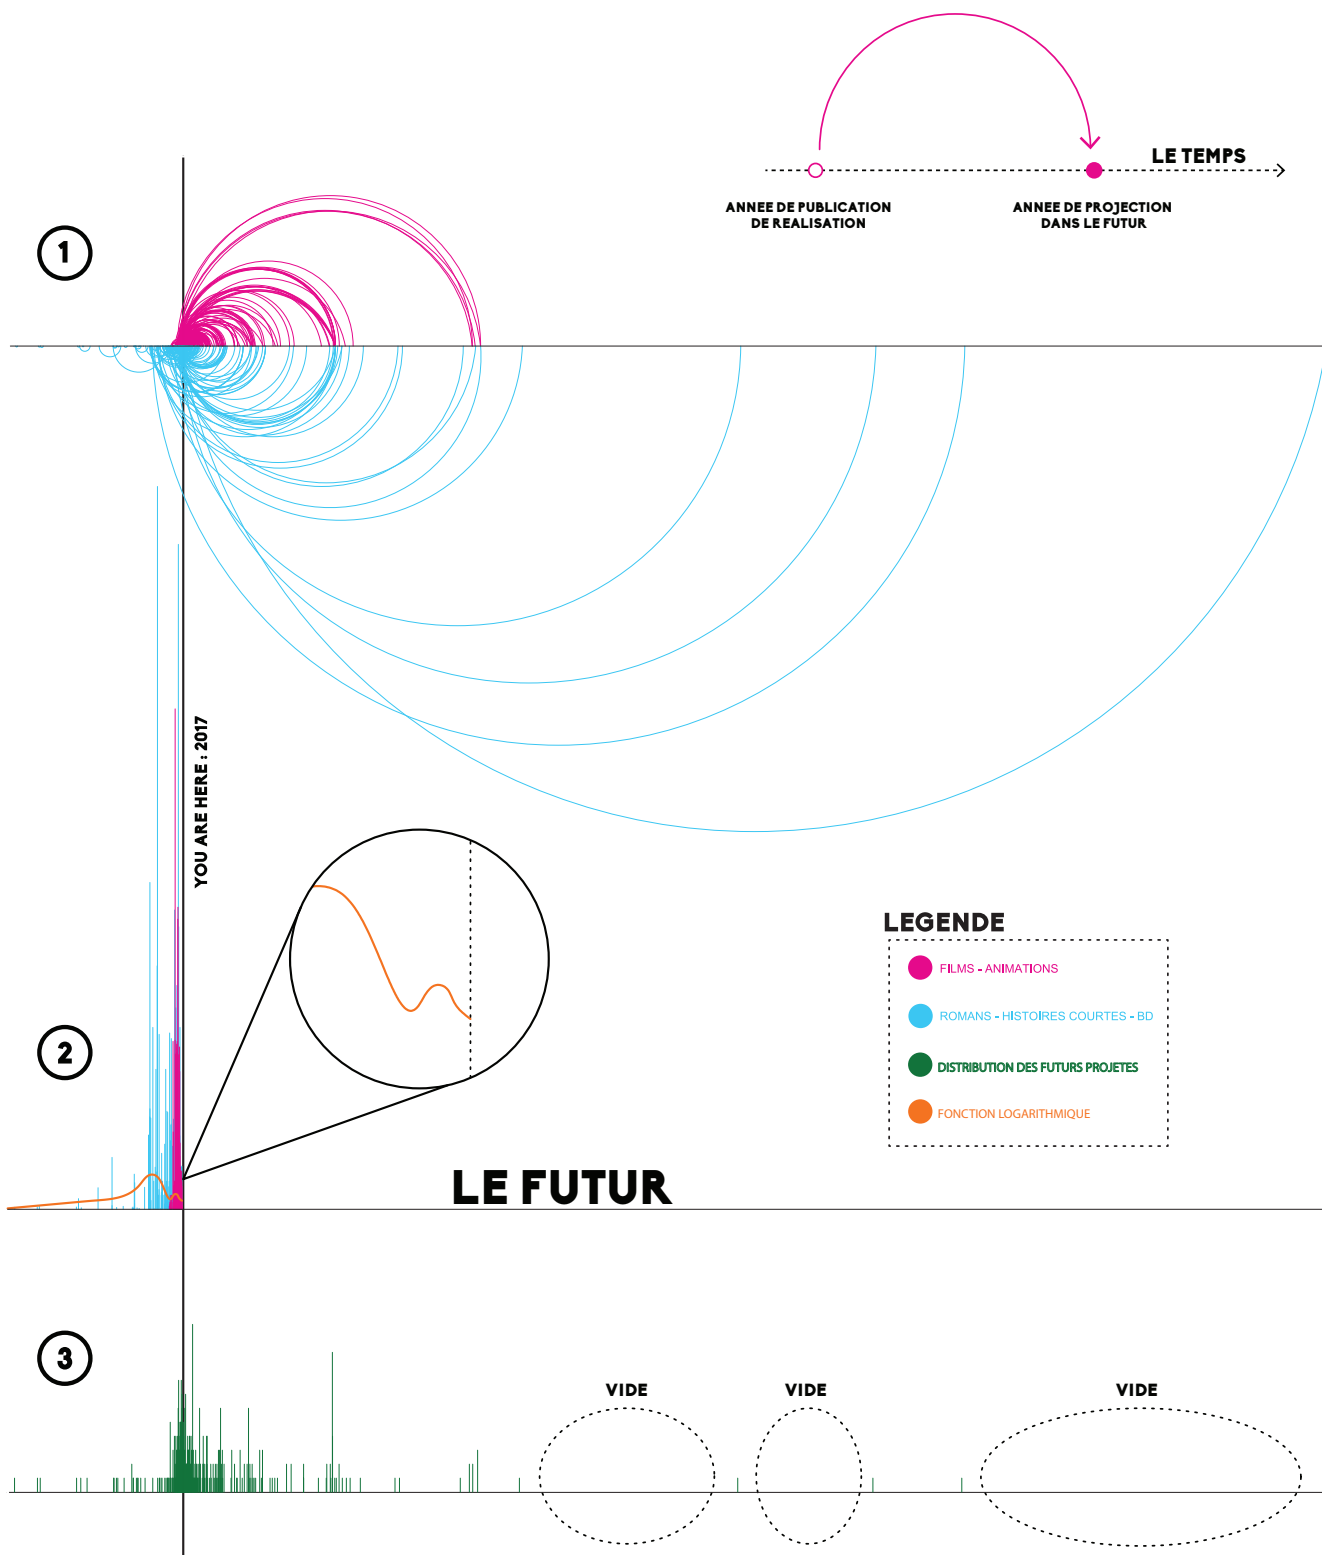 LE TEMPS
ANNEE DE PUBLICATION
DE REALISATION
ANNEE DE PROJECTION
DANS LE FUTUR
1
YOU ARE HERE : 2017
LEGENDE
FILMS - ANIMATIONS
ROMANS - HISTOIRES COURTES - BD
DISTRIBUTION DES FUTURS PROJETES
FONCTION LOGARITHMIQUE
2
LE FUTUR
3
VIDE
VIDE
VIDE